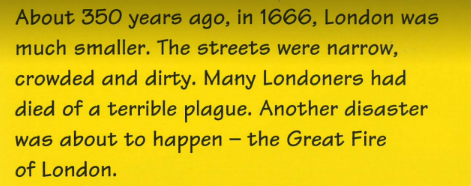 About 350 years ago, in 1666, London was
much smaller. The streets were narrow,
crowded and dirty. Many Londoners had
died of a terrible plague. Another disaster
was about to happen – the Great Fire
of London.